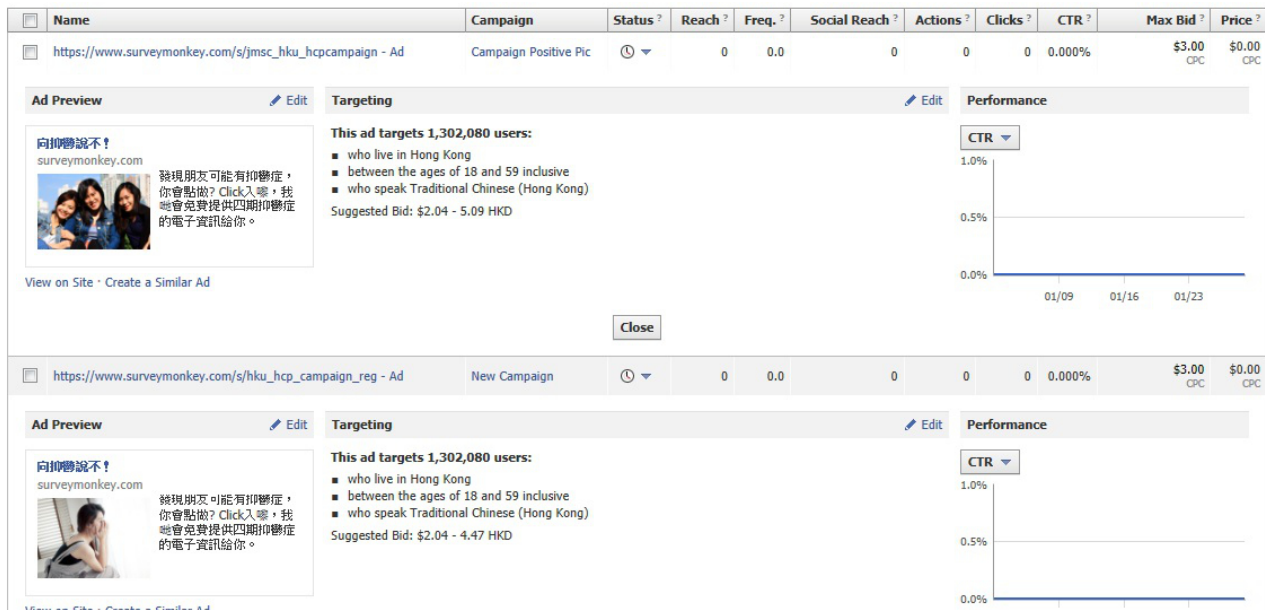 Name Campaign Status ? Reach ? Freq. ? Social Reach ? Actions ? Clicks ? CTR ? Max Bid ? Price ?
https://www.surveymonkey.com/s/jmsc_hku_hcpcampaign - Ad Campaign Positive Pic 0 0.0 0 0 0 0.000% $3.00 $0.00
CPC CPC
Ad Preview Edit Targeting Edit Performance
向抑鬱說不!
surveymonkey.com
發現朋友可能有抑鬱症，
你會點做? Click入嚟，我
哋會免費提供四期抑鬱症
的電子資訊給你。
View on Site · Create a Similar Ad
This ad targets 1,302,080 users:
who live in Hong Kong
between the ages of 18 and 59 inclusive
who speak Traditional Chinese (Hong Kong)
Suggested Bid: $2.04 - 5.09 HKD
CTR
1.0%
0.5%
0.0%
01/09 01/16 01/23
Close
https://www.surveymonkey.com/s/hku_hcp_campaign_reg - Ad New Campaign 0 0.0 0 0 0 0.000% $3.00 $0.00
CPC CPC
Ad Preview Edit Targeting Edit Performance
向抑鬱說不!
surveymonkey.com
發現朋友可能有抑鬱症，
你會點做? Click入嚟，我
哋會免費提供四期抑鬱症
的電子資訊給你。
View on Site · Create a Similar Ad
This ad targets 1,302,080 users:
who live in Hong Kong
between the ages of 18 and 59 inclusive
who speak Traditional Chinese (Hong Kong)
Suggested Bid: $2.04 - 4.47 HKD
CTR
1.0%
0.5%
0.0%